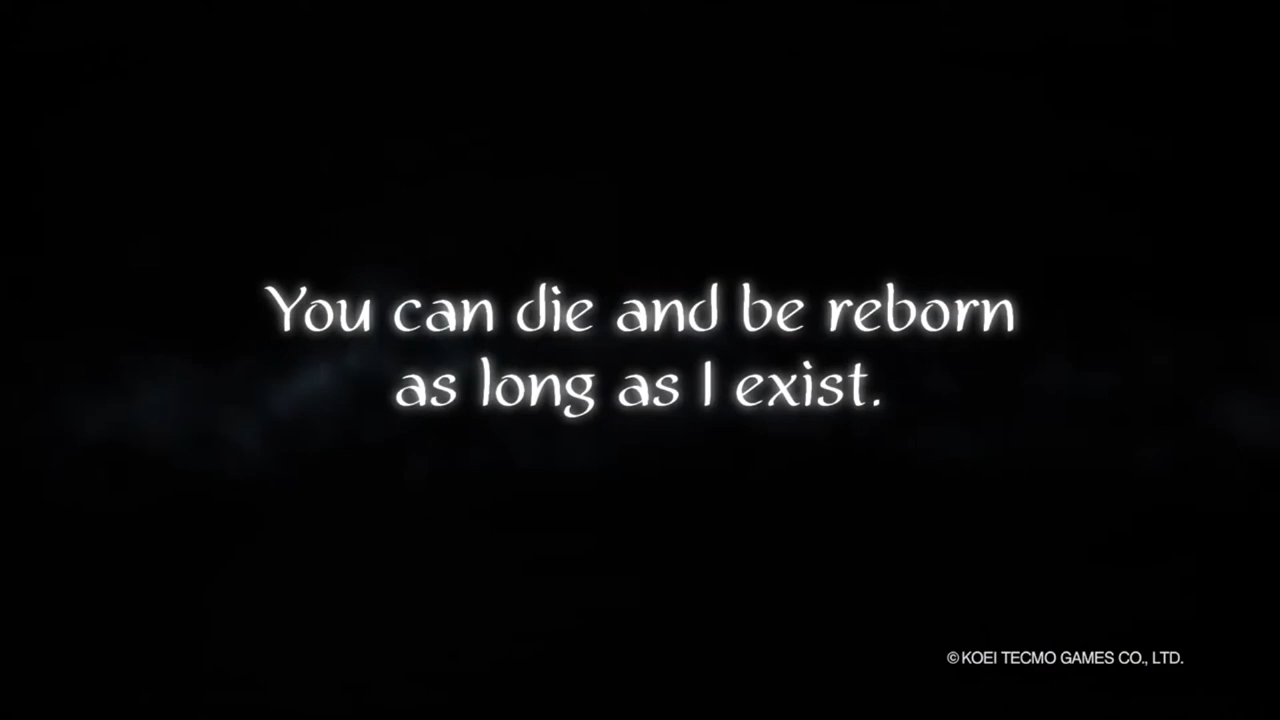 You can die and be reborn
as long as I exist.
© KOEI TECMO GAMES CO., LTD.